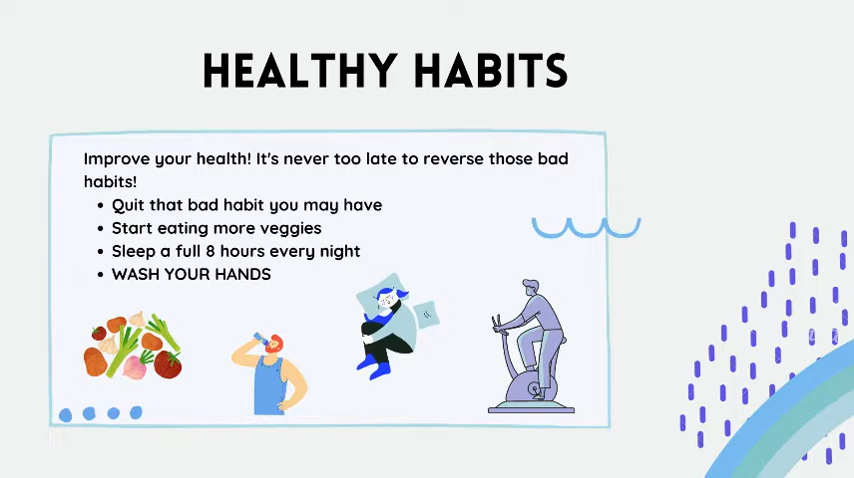 HEALTHY HABITS
Improve your health! It's never too late to reverse those bad
habits!
• Quit that bad habit you may have
• Start eating more veggies
• Sleep a full 8 hours every night
• WASH YOUR HANDS